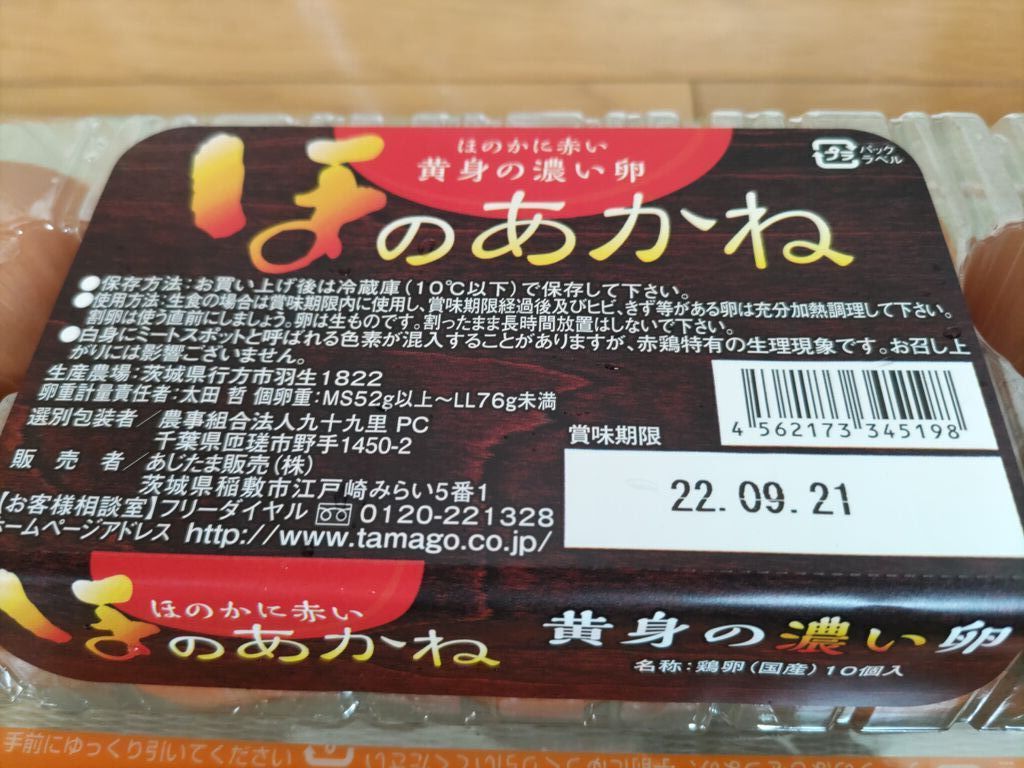 ほのかに赤い
黄身の濃い卵
ほのあかね
プラ
パック
ラベル
●保存方法:お買い上げ後は冷蔵庫(10℃以下)で保存して下さい。
●使用方法:生食の場合は賞味期限内に使用し、賞味期限経過後及びヒビ、きず等がある卵は充分加熱調理して下さい。
割卵は使う直前にしましょう。卵は生ものです。割ったまま長時間放置はしないで下さい。
●白身にミートスポットと呼ばれる色素が混入することがありますが、赤鶏特有の生理現象です。お召し上
がりには影響ございません。
生産農場:茨城県行方市羽生1822
卵重計量責任者:太田 哲 個卵重:MS52g以上~LL76g未満
選別包装者/農事組合法人九十九里 PC
千葉県匝瑳市野手1450-2
販売者/あじたま販売(株)
茨城県稲敷市江戸崎みらい5番1
【お客様相談室】フリーダイヤル 0120-221328
ホームページアドレス http://www.tamago.co.jp/
4 562173 345198
賞味期限
22.09.21
ほのかに赤い
ほのあかね
黄身の濃い卵
名称:鶏卵(国産)10個入
手前にゆっくり引いてください